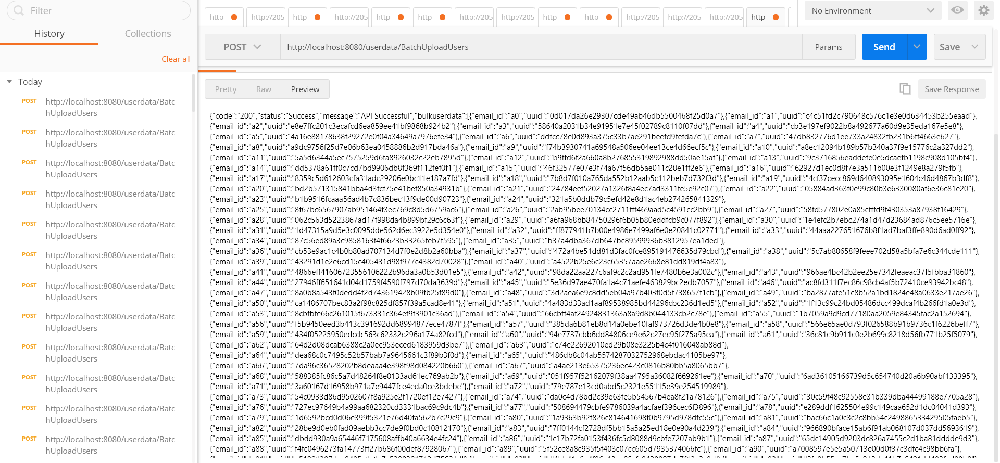 Filter
History
Collections
Clear all
Today
POST http://localhost:8080/userdata/Batc
hUploadUsers
POST http://localhost:8080/userdata/Batc
hUploadUsers
POST http://localhost:8080/userdata/Batc
hUploadUsers
POST http://localhost:8080/userdata/Batc
hUploadUsers
POST http://localhost:8080/userdata/Batc
hUploadUsers
POST http://localhost:8080/userdata/Batc
hUploadUsers
POST http://localhost:8080/userdata/Batc
hUploadUsers
POST http://localhost:8080/userdata/Batc
hUploadUsers
POST http://localhost:8080/userdata/Batc
hUploadUsers
POST http://localhost:8080/userdata/Batc
hUploadUsers
POST http://localhost:8080/userdata/Batc
hUploadUsers
POST http://localhost:8080/userdata/Batc
hUploadUsers
http http://205 http http://205 http http http://205 http://205 http http http://205 http://205 http://205 http
No Environment
POST http://localhost:8080/userdata/BatchUploadUsers Params Send Save
Pretty Raw Preview Save Response
{"code":"200","status":"Success","message":"API Successful","bulkuserdata":[{"email_id":"a0","uuid":"0d017da26e29307cde49ab46db5500468f25d0a7"},{"email_id":"a1","uuid":"c4c51fd2c790648c576c1e3e0d634453b255eaad"},
{"email_id":"a2","uuid":"e8e7ffc201c3ecafcd6ea859ee41bf9868b924b2"},{"email_id":"a3","uuid":"58640a2031b34e91951e7e45f02789c8110f07dd"},{"email_id":"a4","uuid":"cb3e197ef9022b8a492677a60d9e35eda167e5e8"},
{"email_id":"a5","uuid":"4a16e88178638f29272e0f04a34649a7976efe34"},{"email_id":"a6","uuid":"ddfcc78e0d893a375c33b7ae291beefd9fefda7c"},{"email_id":"a7","uuid":"47db832776d1ee733a24832fb231b6ff4663e627"},
{"email_id":"a8","uuid":"a9dc9756f25d7e06b63ea0458886b2d917bda46a"},{"email_id":"a9","uuid":"f74b3930741a69548a506ee04ee13ce4d66ecf5c"},{"email_id":"a10","uuid":"a8ec12094b189b57b340a37f9e15776c2a327dd2"},
{"email_id":"a11","uuid":"5a5d6344a5ec7575259d6fa8926032c22eb7895d"},{"email_id":"a12","uuid":"b9ffd6f2a660a8b276855319892988dd50ae15af"},{"email_id":"a13","uuid":"9c3716856eaddefe0e5dcaefb1198c908d105bf4"},
{"email_id":"a14","uuid":"dd5378a61ff0c7cd7bd9906db8f369f112fef0f1"},{"email_id":"a15","uuid":"46f32577e07e3f74a67f56db5ae011c20e1ff2e6"},{"email_id":"a16","uuid":"62927d1ec0d8f7e3a511b00e3f1249e8a279f5fb"},
{"email_id":"a17","uuid":"8359c5d612603cfa31adc29206e0bc11e187a7fd"},{"email_id":"a18","uuid":"7b8d7f010a765da552b12aab5c112beb7d732f3d"},{"email_id":"a19","uuid":"4cf37cecc869d640893095e1604c46d4867b3df8"},
{"email_id":"a20","uuid":"bd2b571315841bba4d3fcf75e41bef850a34931b"},{"email_id":"a21","uuid":"24784eef52027a1326f8a4ec7ad3311fe5e92c07"},{"email_id":"a22","uuid":"05884ad363f0e99c80b3e6330080af6e36c81e20"},
{"email_id":"a23","uuid":"b1b9516fcaaa56ad4b7c836bec13f9de00d90723"},{"email_id":"a24","uuid":"321a5b0ddb79c5efd42e8d1ac4eb274265841329"},
{"email_id":"a25","uuid":"8f67bc6567907ab951464f3ec769c8d5d6759ac6"},{"email_id":"a26","uuid":"2ab95bee70134cc2711fff469aad5c4591cc2bb9"},{"email_id":"a27","uuid":"58fd577802e0a85cfffd9f430353a87938f16429"},
{"email_id":"a28","uuid":"062c563d5223867ad17f998da4b899bf29c6c63f"},{"email_id":"a29","uuid":"a6fa968bb84750296f6b05b80eddfcb9c077f892"},{"email_id":"a30","uuid":"1e4efc2b7ebc274a1d47d23684ad876c5ee5716e"},
{"email_id":"a31","uuid":"1d47315a9d5e3c0095dde562d6ec3922e5d354e0"},{"email_id":"a32","uuid":"ff877941b7b00e4986e7499af6e0e20841c02771"},{"email_id":"a33","uuid":"44aaa227651676b8f1ad7baf3ffe890d6ad0ff92"},
{"email_id":"a34","uuid":"87c56ed89a3c9858163f4f6623b33265feb7f595"},{"email_id":"a35","uuid":"b37a4dba367db647bc89599936b3812957ea1ded"},
{"email_id":"a36","uuid":"cb53e9ac1c4b0b80ad707134d7f0e2d8b2a60bba"},{"email_id":"a37","uuid":"472a4be51dd81d3fac0fce895191476635d79cbd"},{"email_id":"a38","uuid":"5c7ab80658f9feee702d58a5bfa7e6c344cde111"},
{"email_id":"a39","uuid":"43291d1e2e6cd15c405431d98f977c4382d70028"},{"email_id":"a40","uuid":"a4522b25e6c23c65357aae2668e81dd819df4a83"},
{"email_id":"a41","uuid":"4866eff41606723556106222b96da3a0b53d01e5"},{"email_id":"a42","uuid":"98da22aa227c6af9c2c2ad951fe7480b6e3a002c"},{"email_id":"a43","uuid":"966ae4bc42b2ee25e7342feaeac37f5fbba31860"},
{"email_id":"a44","uuid":"27946ff651641d04d1759f4590f797d70da3639d"},{"email_id":"a45","uuid":"5e36d97ae470fa1a4c71aefe463829bc2edb7057"},{"email_id":"a46","uuid":"ac8fd311f7ec86c98cb4af5b72410ce93942bc48"},
{"email_id":"a47","uuid":"8a0b8a543f0dedd4f2d743619428b09fb25f89d0"},{"email_id":"a48","uuid":"3d2aea6e9c8dd5eb04a97b403f0d5f738657f1cb"},{"email_id":"a49","uuid":"ba2877afe51c8b52a1bd1824e48a0633e217ae26"},
{"email_id":"a50","uuid":"ca1486707bec83a2f98c825df857f39a5cad8e41"},{"email_id":"a51","uuid":"4a483d33ad1aaf89538985bd44296cbc236d1ed5"},{"email_id":"a52","uuid":"1f13c99c24bd05486dcc499dcaf4b266fd1a0e3d"},
{"email_id":"a53","uuid":"8cbfbfe66c261015f673331c364ef9f3901c36ad"},{"email_id":"a54","uuid":"66cbff4af24924831363a8a9d8b044133cb2c78e"},{"email_id":"a55","uuid":"1b7059a9d9cd77180aa2059e84345fac2a152694"},
{"email_id":"a56","uuid":"f5b9450eed3b413c391692dd68994877ece4787f"},{"email_id":"a57","uuid":"385da6b81eb8d14a0ebe10faf973726d3de4b0e8"},{"email_id":"a58","uuid":"566e65ae0d793f026588b91b9736c1f6226beff7"},
{"email_id":"a59","uuid":"434f05225950edcdc563c62332c296a174a82fcd"},{"email_id":"a60","uuid":"94e7737cbb6dd84806ce9e62c27ec95f275a95ea"},{"email_id":"a61","uuid":"36c81c9b911c0e2b699c8218d56fb771b25f5079"},
{"email_id":"a62","uuid":"64d2d08dcab6388c2a0ec953eced6183959d3be7"},{"email_id":"a63","uuid":"c74e22692010ed29b08e3225b4c4f016048ab88d"},
{"email_id":"a64","uuid":"dea68c0c7495c52b57bab7a9645661c3f89b3f0d"},{"email_id":"a65","uuid":"486db8c04ab5574287032752968ebdac4105be97"},
{"email_id":"a66","uuid":"7da96c36528202b8deaaa4e398f98d084220b660"},{"email_id":"a67","uuid":"a4ae213e65375236ec423c0816b80bb5a8065bb7"},
{"email_id":"a68","uuid":"588385fc86c5a7d48264f8e0133ad61ec769ab2b"},{"email_id":"a69","uuid":"051f957f52162079f38aa4795a36082f669261ee"},{"email_id":"a70","uuid":"6ad36105166739d5c654740d20a6b90abf133395"},
{"email_id":"a71","uuid":"3a60167d16958b971a7e9447fce4eda0ce3bdebe"},{"email_id":"a72","uuid":"79e787e13cd0abd5c2321e55115e39e254519989"},
{"email_id":"a73","uuid":"54c0933d86d9502607f8a925e2f1720ef12e7427"},{"email_id":"a74","uuid":"da0c4d78bd2c39e63fe5b54567b4ea8f21a78126"},{"email_id":"a75","uuid":"30c59f48c92558e31b339dba44499188e7705a28"},
{"email_id":"a76","uuid":"727ec97649b4a99aa682320cd3331bac69c9dc4b"},{"email_id":"a77","uuid":"508694479cbfe9786039a4acfaef396cec6f3896"},{"email_id":"a78","uuid":"e289ddf1625504e99c149caa652d1dc04041d393"},
{"email_id":"a79","uuid":"1d6592bcd0d06e399f5321e76d40fa562b7c29c9"},{"email_id":"a80","uuid":"1a9363b92f826c814641698f0b9795d978dfc55c"},{"email_id":"a81","uuid":"bac66c1a0c3c2c8bb54c249886533429505faeb5"},
{"email_id":"a82","uuid":"28be9d0eb0fad09aebb3cc7de9f0bd0c10812170"},{"email_id":"a83","uuid":"7ff0144cf2728df5bb15a5a25ed18e0e90a4d239"},{"email_id":"a84","uuid":"966890bface15ab6f91ab068107d037dd5693619"},
{"email_id":"a85","uuid":"dbdd930a9a65446f7175608affb40a6634e4fc24"},{"email_id":"a86","uuid":"1c17b72fa0153f436fc5d8088d9cbfe7207ab9b1"},{"email_id":"a87","uuid":"65dc14905d9203dc826a7455c2d1ba81dddde9d3"},
{"email_id":"a88","uuid":"f4fc0496273fa14773ff27b686f00def87928067"},{"email_id":"a89","uuid":"5f52ce8a8c935f5f403c07cc605d7935374066fc"},{"email_id":"a90","uuid":"a7008597e5e5a50713e00d0f37c3dfc4c98bb6fa"},